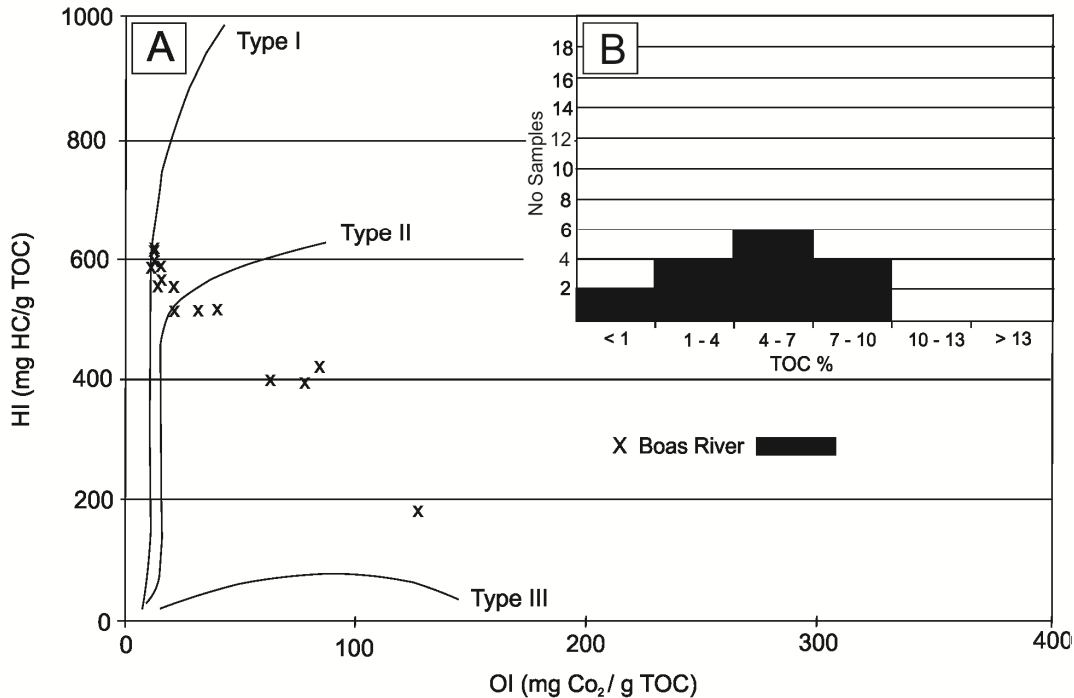 1000
A
Type I
B
18
16
14
12
10
8
6
4
2
No Samples
< 1
1 - 4
4 - 7
7 - 10
10 - 13
> 13
TOC %
800
Type II
600
HI (mg HC/g TOC)
400
X Boas River
200
Type III
0
0
100
200
300
400
OI (mg Co2 / g TOC)